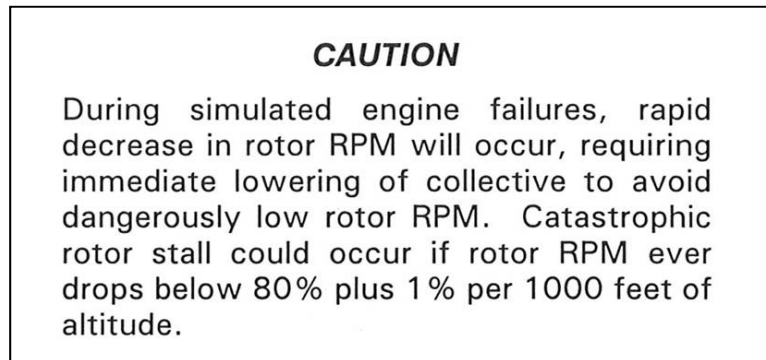 CAUTION
During simulated engine failures, rapid
decrease in rotor RPM will occur, requiring
immediate lowering of collective to avoid
dangerously low rotor RPM. Catastrophic
rotor stall could occur if rotor RPM ever
drops below 80% plus 1% per 1000 feet of
altitude.